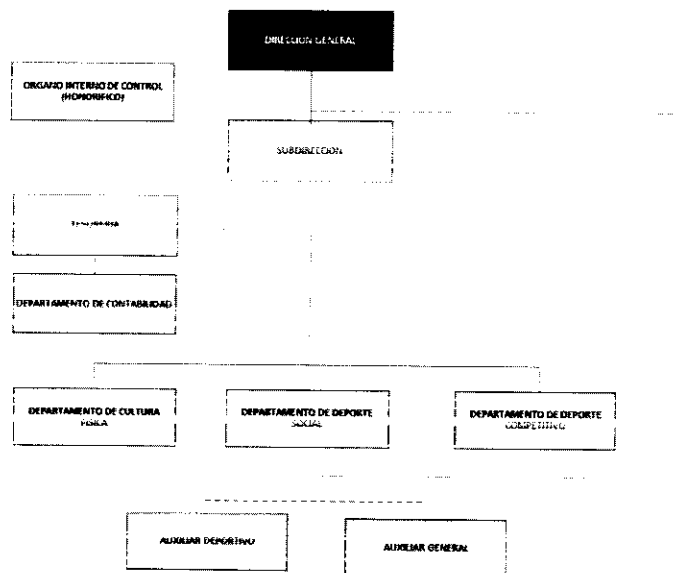 DIRECCION GENERAL
ORGANO INTERNO DE CONTROL
(HONORIFICO)
SUBDIRECCION
TESORERIA
DEPARTAMENTO DE CONTABILIDAD
DEPARTAMENTO DE CULTURA
FISICA
DEPARTAMENTO DE DEPORTE
SOCIAL
DEPARTAMENTO DE DEPORTE
COMPETITIVO
AUXILIAR DEPORTIVO
AUXILIAR GENERAL